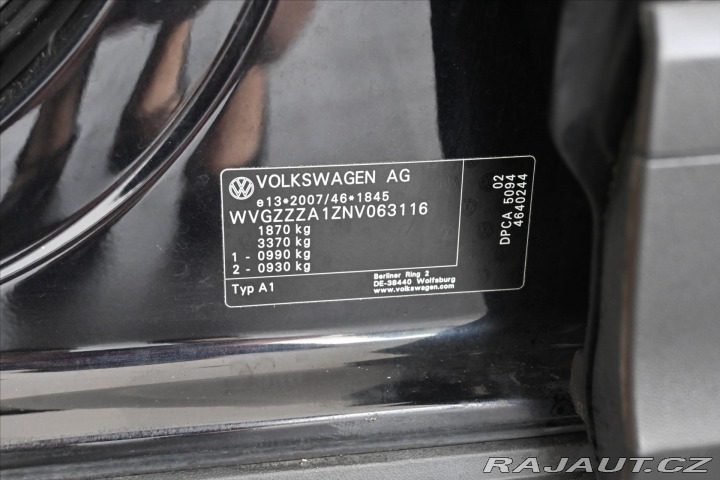 VOLKSWAGEN AG
e13*2007/46*1845
WVGZZZA1ZNV063116
1870 kg
3370 kg
1 - 0990 kg
2 - 0930 kg
Typ A1
Berliner Ring 2
DE-38440 Wolfsburg
www.volkswagen.com
02
DPCA 5094
4640244
RAJAUT.CZ